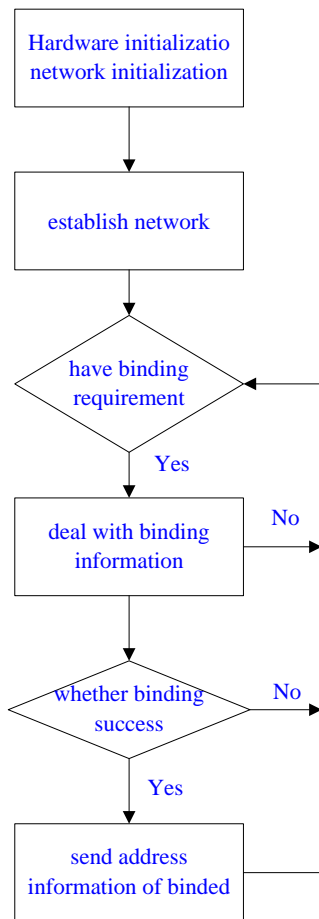 Hardware initializatio
network initialization
establish network
have binding
requirement
Yes
deal with binding
information
No
whether binding
success
No
Yes
send address
information of binded